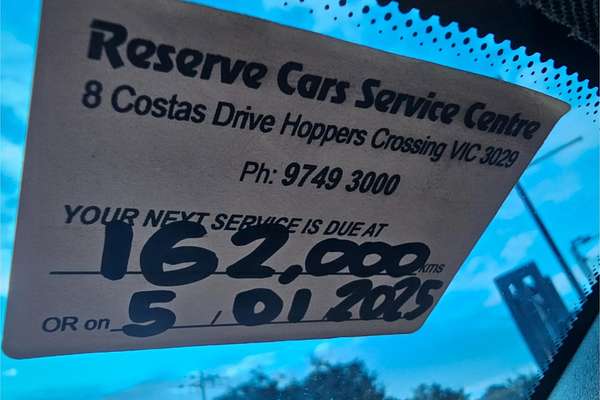 Reserve Cars Service Centre
8 Costas Drive Hoppers Crossing VIC 3029
Ph: 9749 3000
YOUR NEXT SERVICE IS DUE AT
162,000 kms
OR on 5 / 01 2025